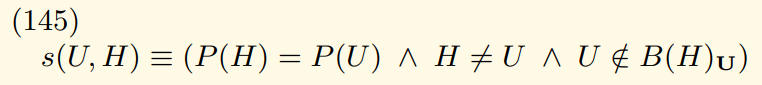 (145)
s(U, H) ≡ (P(H) = P(U) ∧ H ≠ U ∧ U ∉ B(H)_𝐔)